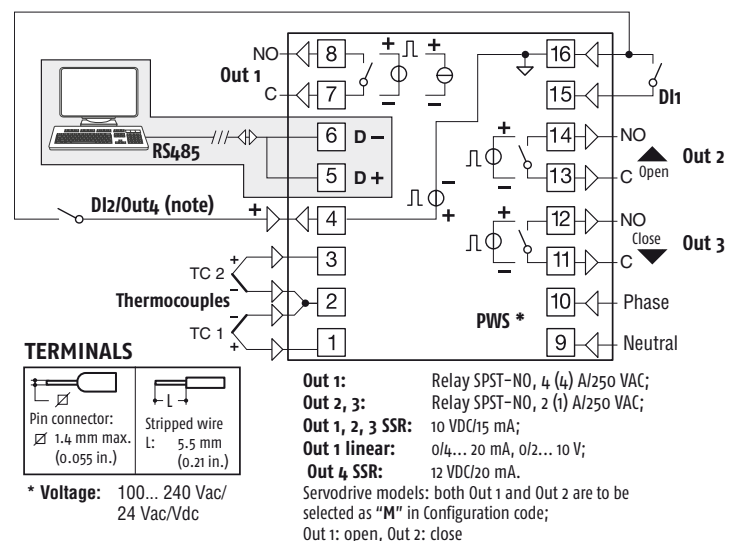 NO
8
+
+
16
Out 1
C
7
–
–
15
DI1
RS485
6 D –
5 D +
+
14
NO
Out 2
Open
–
13
C
DI2/Out4 (note)
+
4
–
+
+
12
NO
Close
Out 3
–
11
C
+
TC 2
–
3
Thermocouples
2
PWS *
10
Phase
–
TC 1
+
1
9
Neutral
TERMINALS
Pin connector:
Ø 1.4 mm max.
(0.055 in.)
L
Stripped wire
L: 5.5 mm
(0.21 in.)
* Voltage: 100... 240 Vac/
24 Vac/Vdc
Out 1: Relay SPST-NO, 4 (4) A/250 VAC;
Out 2, 3: Relay SPST-NO, 2 (1) A/250 VAC;
Out 1, 2, 3 SSR: 10 VDC/15 mA;
Out 1 linear: 0/4... 20 mA, 0/2... 10 V;
Out 4 SSR: 12 VDC/20 mA.
Servodrive models: both Out 1 and Out 2 are to be
selected as "M" in Configuration code;
Out 1: open, Out 2: close